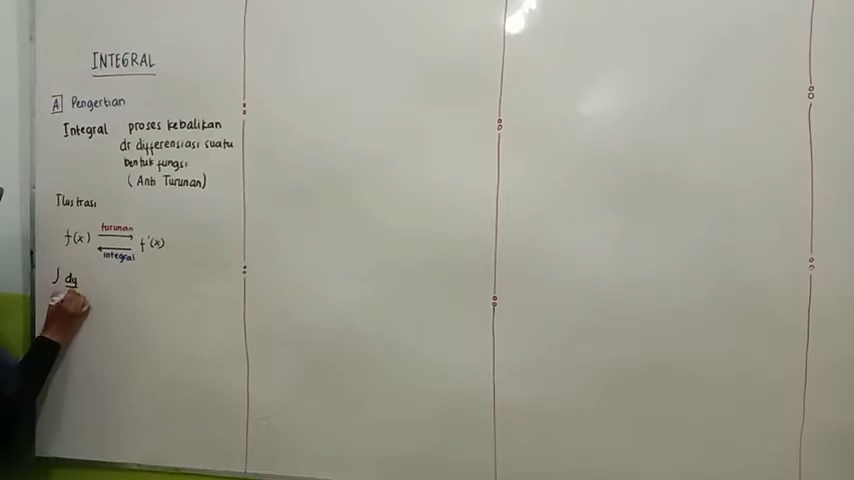 INTEGRAL
A Pengertian
Integral proses kebalikan
dr differensiasi suatu
bentuk fungsi
(Anti Turunan)
Ilustrasi
turunan
f(x) f'(x)
integral
∫ dy